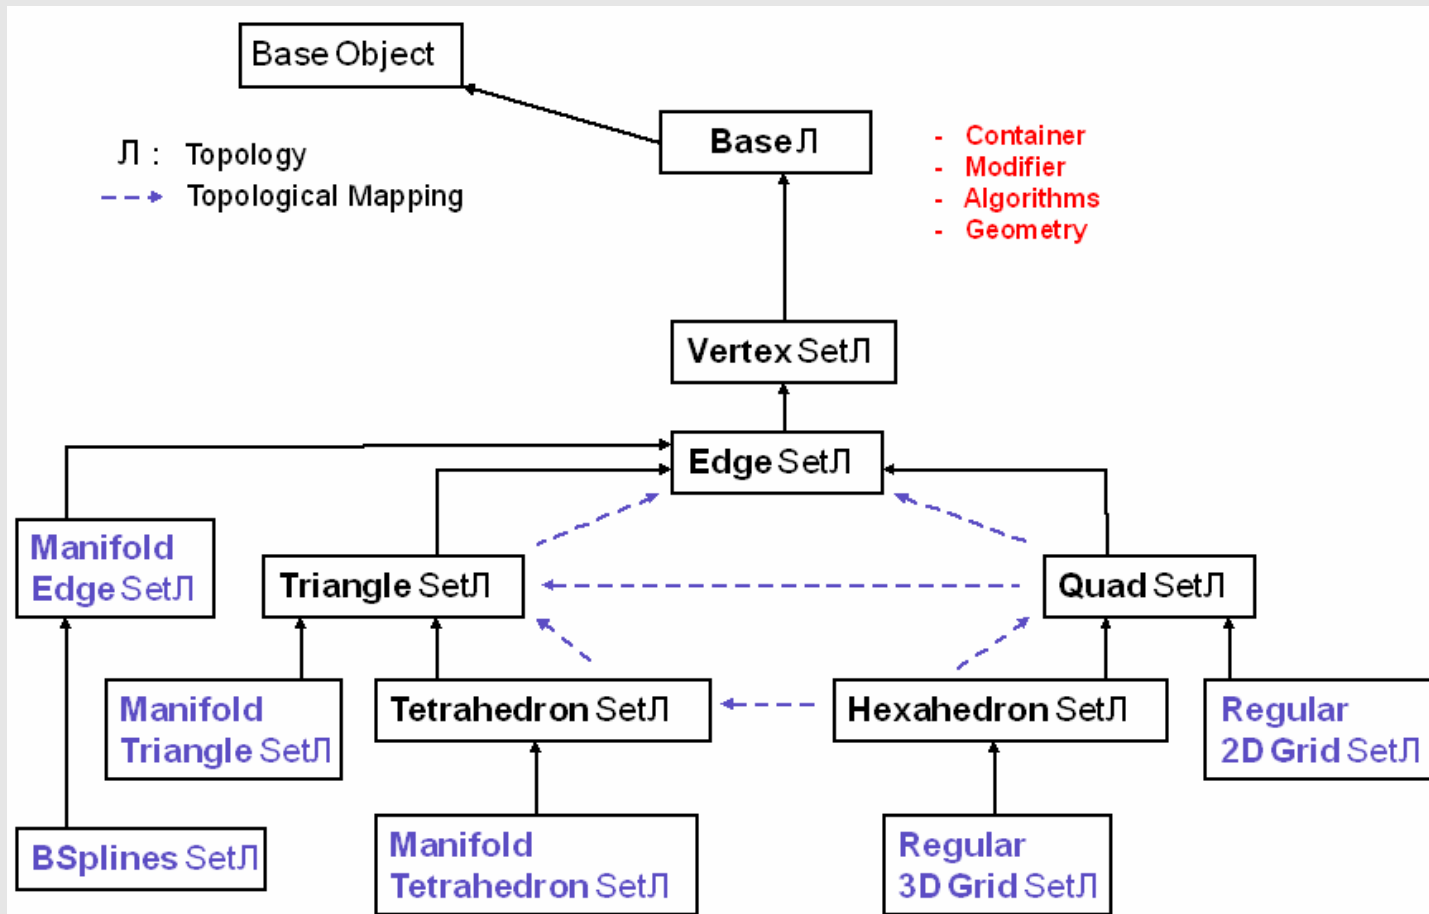 Base Object
Base Л
- Container
- Modifier
- Algorithms
- Geometry
Л : Topology
Topological Mapping
Vertex SetЛ
Edge SetЛ
Manifold
Edge SetЛ
Triangle SetЛ
Quad SetЛ
Manifold
Triangle SetЛ
Tetrahedron SetЛ
Hexahedron SetЛ
Regular
2D Grid SetЛ
BSplines SetЛ
Manifold
Tetrahedron SetЛ
Regular
3D Grid SetЛ